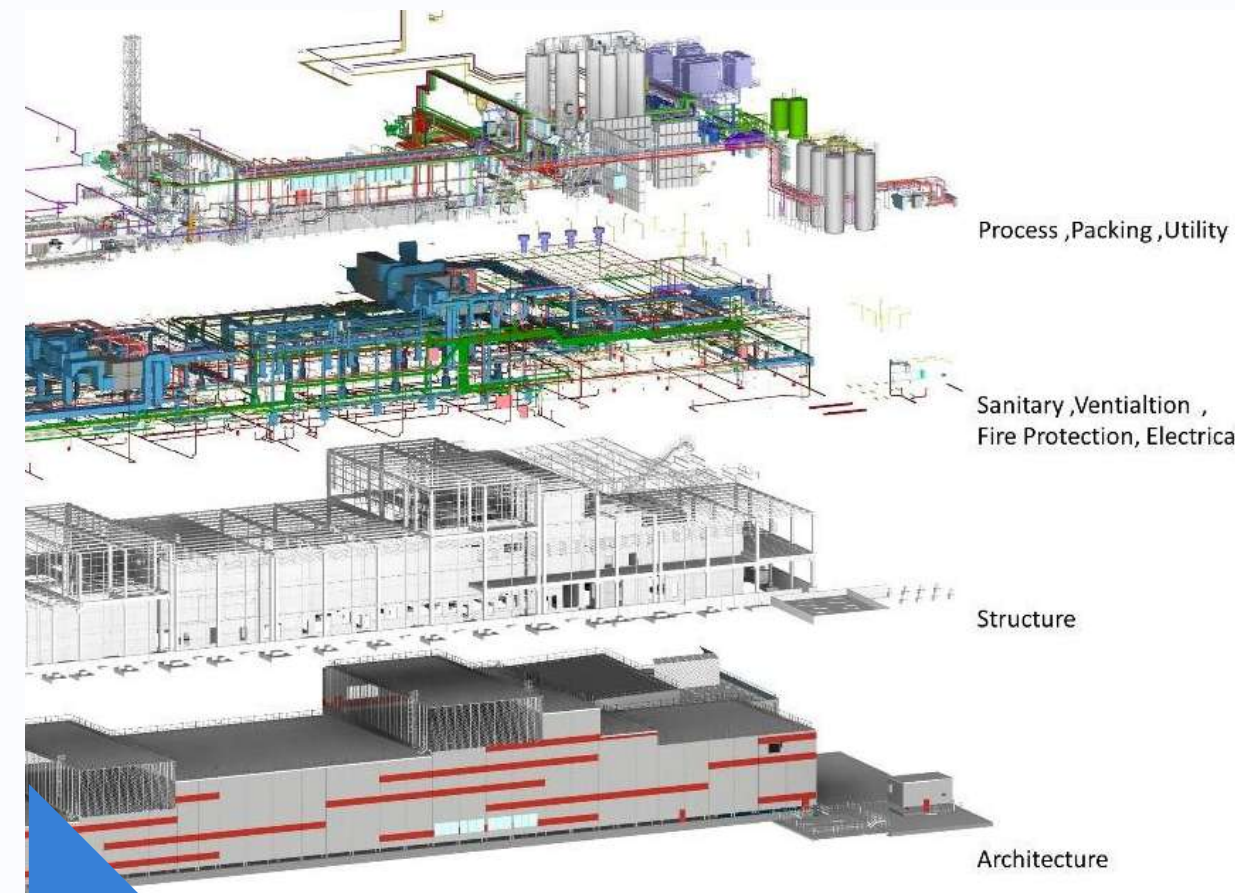 Process ,Packing ,Utility
Sanitary ,Ventialtion ,
Fire Protection, Electrica
Structure
Architecture